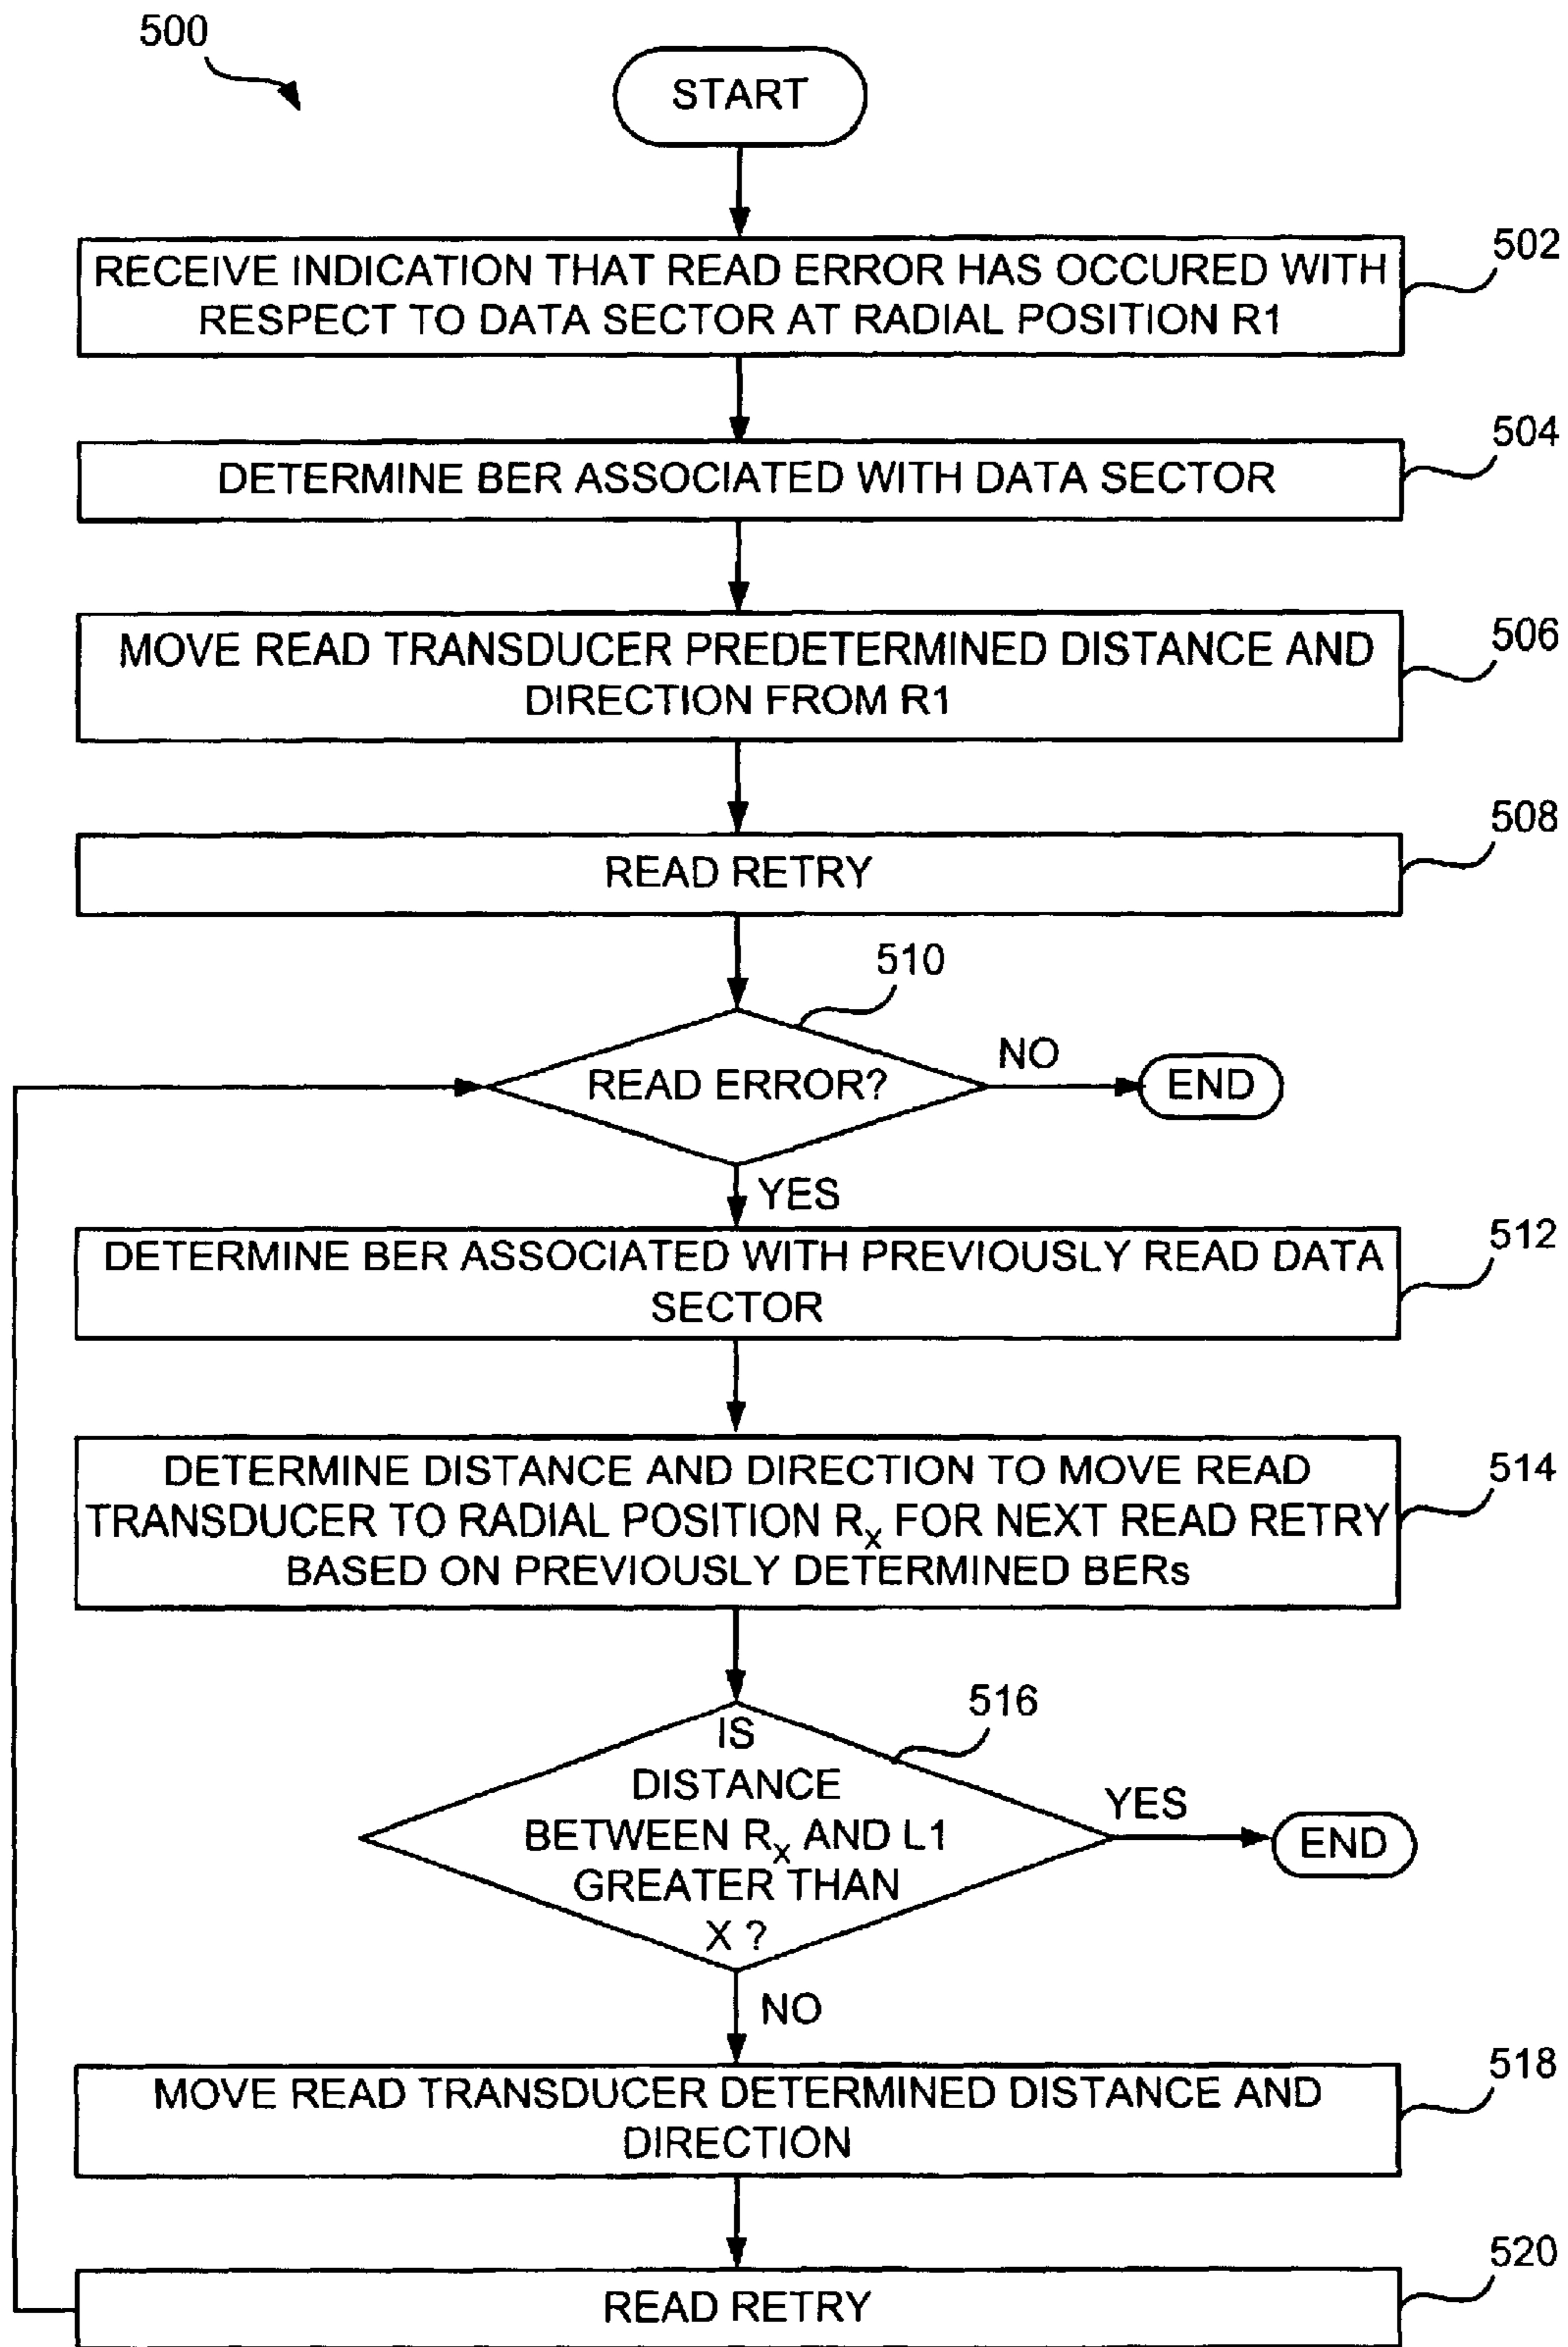 500
START
502
RECEIVE INDICATION THAT READ ERROR HAS OCCURED WITH
RESPECT TO DATA SECTOR AT RADIAL POSITION R1
504
DETERMINE BER ASSOCIATED WITH DATA SECTOR
506
MOVE READ TRANSDUCER PREDETERMINED DISTANCE AND
DIRECTION FROM R1
508
READ RETRY
510
READ ERROR?
NO
END
YES
512
DETERMINE BER ASSOCIATED WITH PREVIOUSLY READ DATA
SECTOR
514
DETERMINE DISTANCE AND DIRECTION TO MOVE READ
TRANSDUCER TO RADIAL POSITION Rx FOR NEXT READ RETRY
BASED ON PREVIOUSLY DETERMINED BERs
516
IS
DISTANCE
BETWEEN Rx AND L1
GREATER THAN
X ?
YES
END
NO
518
MOVE READ TRANSDUCER DETERMINED DISTANCE AND
DIRECTION
520
READ RETRY